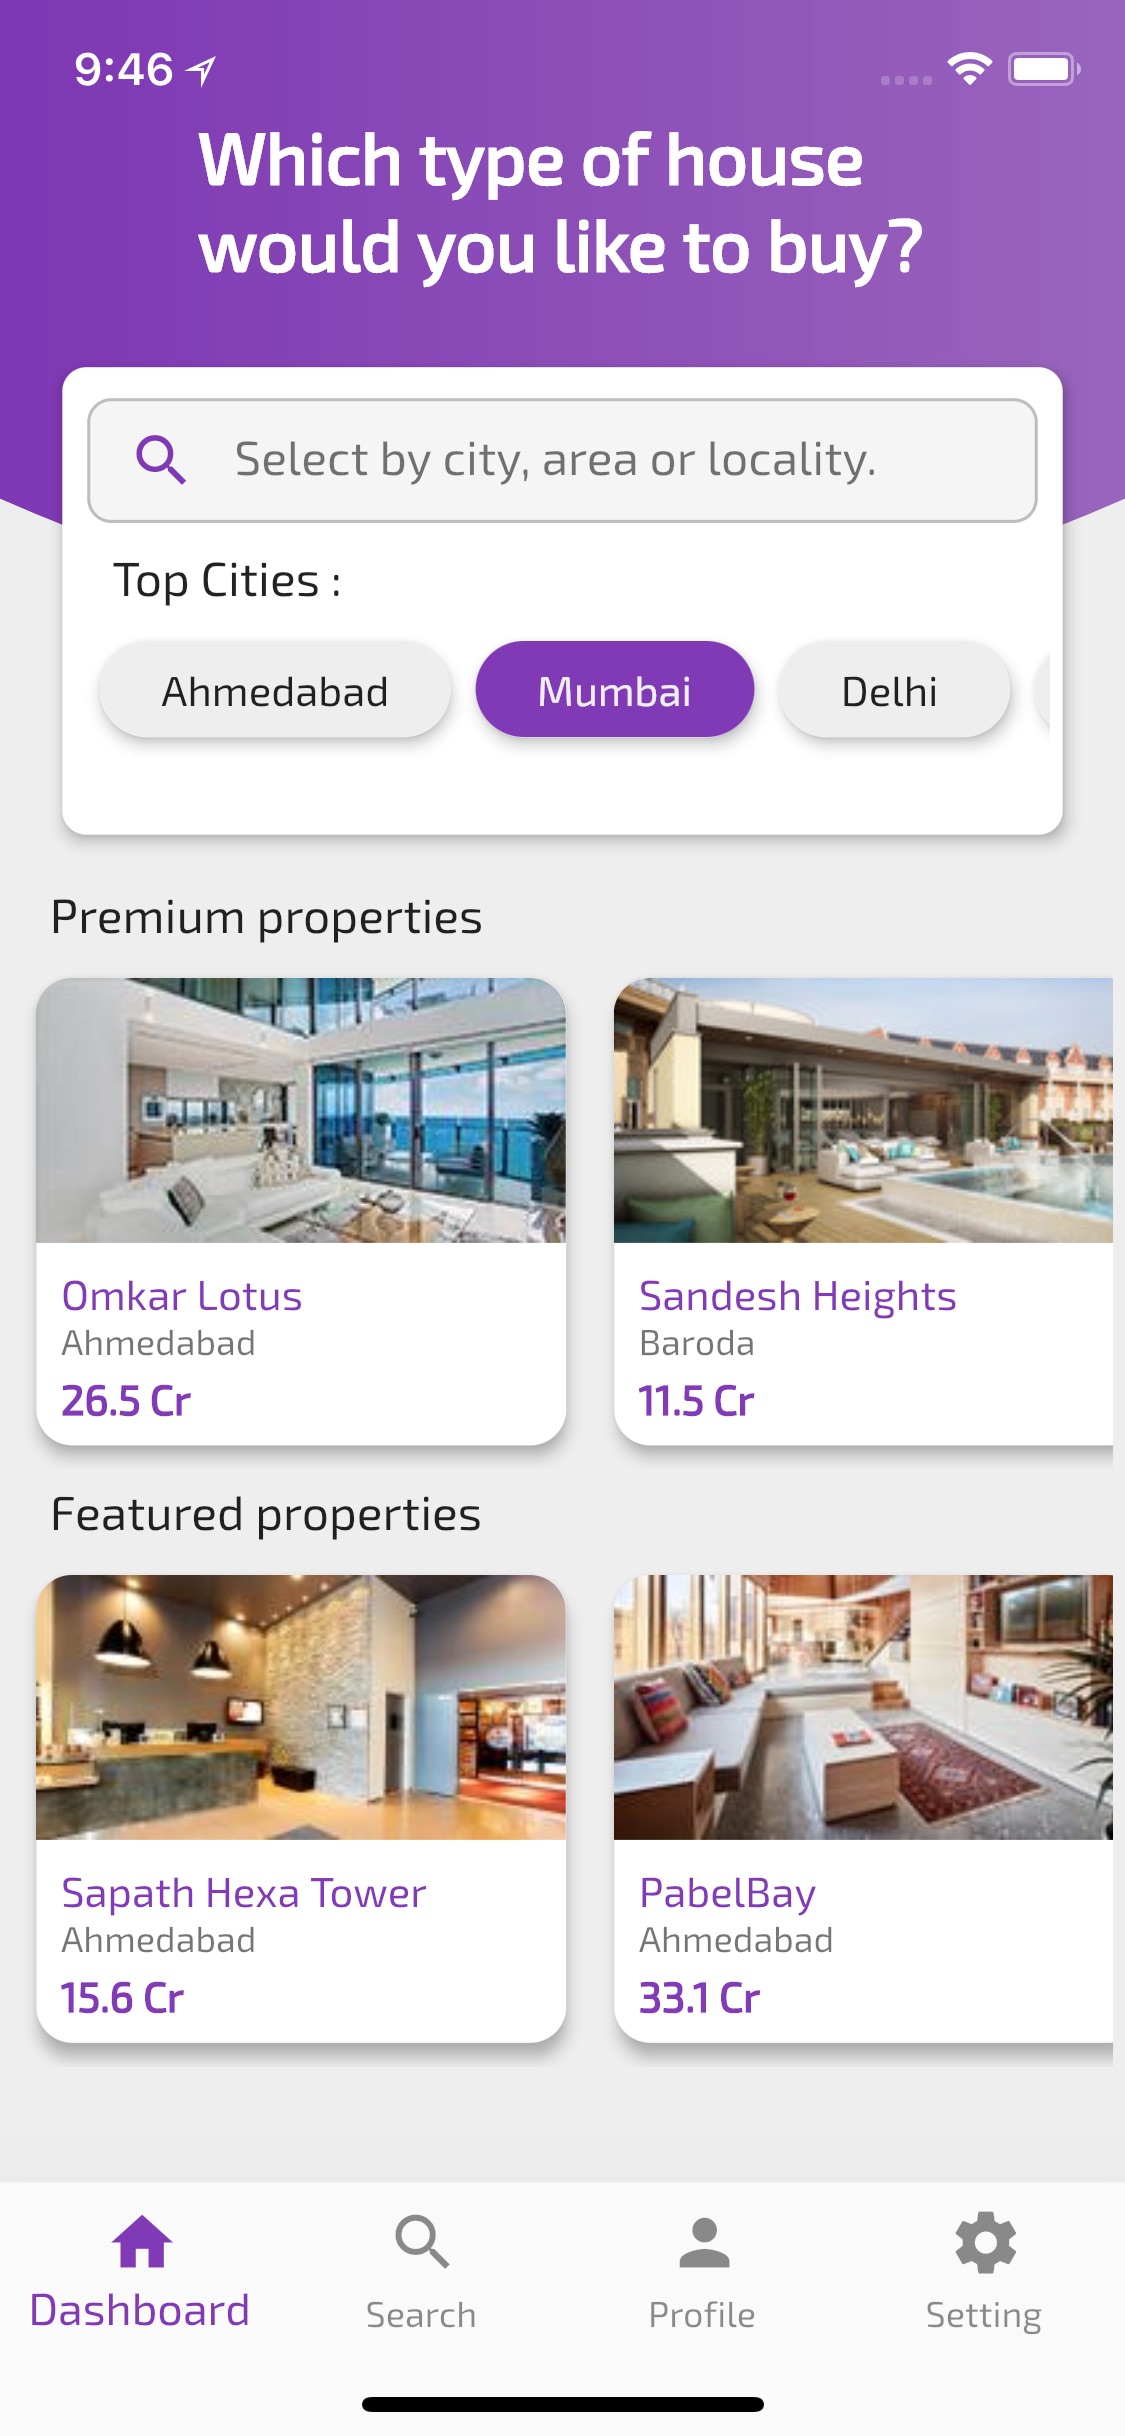 9:46
Which type of house
would you like to buy?
Select by city, area or locality.
Top Cities :
Ahmedabad Mumbai Delhi
Premium properties
Omkar Lotus
Ahmedabad
26.5 Cr
Sandesh Heights
Baroda
11.5 Cr
Featured properties
Sapath Hexa Tower
Ahmedabad
15.6 Cr
PabelBay
Ahmedabad
33.1 Cr
Dashboard Search Profile Setting